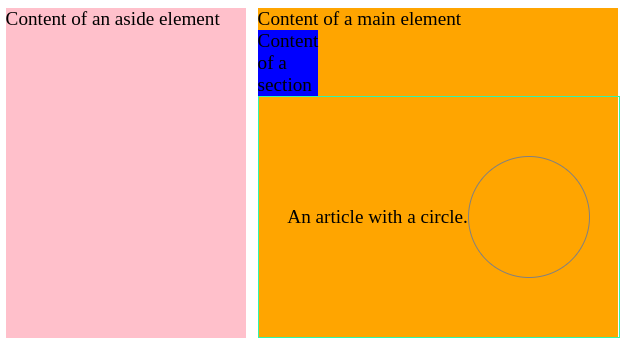 Content of an aside element
Content of a main element
Content
of a
section
An article with a circle.